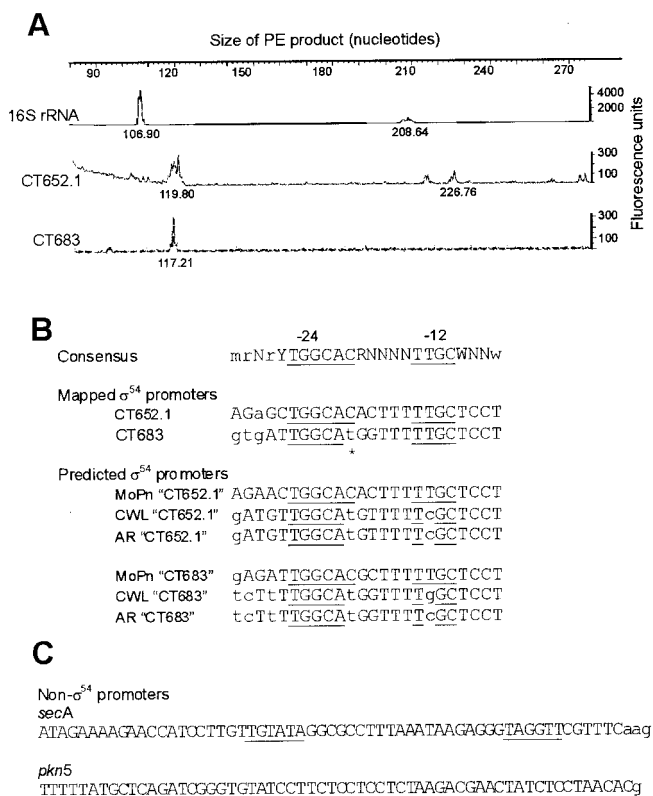 A
Size of PE product (nucleotides)
90 120 150 180 210 240 270
16S rRNA
4000
2000
106.90 208.64
CT652.1
300
100
119.80 226.76
CT683
300
100
117.21
Fluorescence units
B
-24 -12
Consensus mrNrYTGGCACRNNNNTTGCWNNw
Mapped σ54 promoters
CT652.1 AGaGCTGGCACACTTTTTGCTCCT
CT683 gtgATTGGCAtGGTTTTTGCTCCT
*
Predicted σ54 promoters
MoPn "CT652.1" AGAACTGGCACACTTTTTGCTCCT
CWL "CT652.1" gATGTTGGCAtGTTTTTcGCTCCT
AR "CT652.1" gATGTTGGCAtGTTTTTcGCTCCT
MoPn "CT683" gAGATTGGCACGCTTTTTGCTCCT
CWL "CT683" tcTtTTGGCAtGGTTTTgGCTCCT
AR "CT683" tcTtTTGGCAtGGTTTTcGCTCCT
C
Non-σ54 promoters
secA
ATAGAAAAGAACCATCCTTGTTGTATAGGCGCCTTTAAATAAGAGGGTAGGTTCGTTTCaag
pkn5
TTTTTATGCTCAGATCGGGTGTATCCTTCTCCTCCTCTAAGACGAACTATCTCCTAACACg